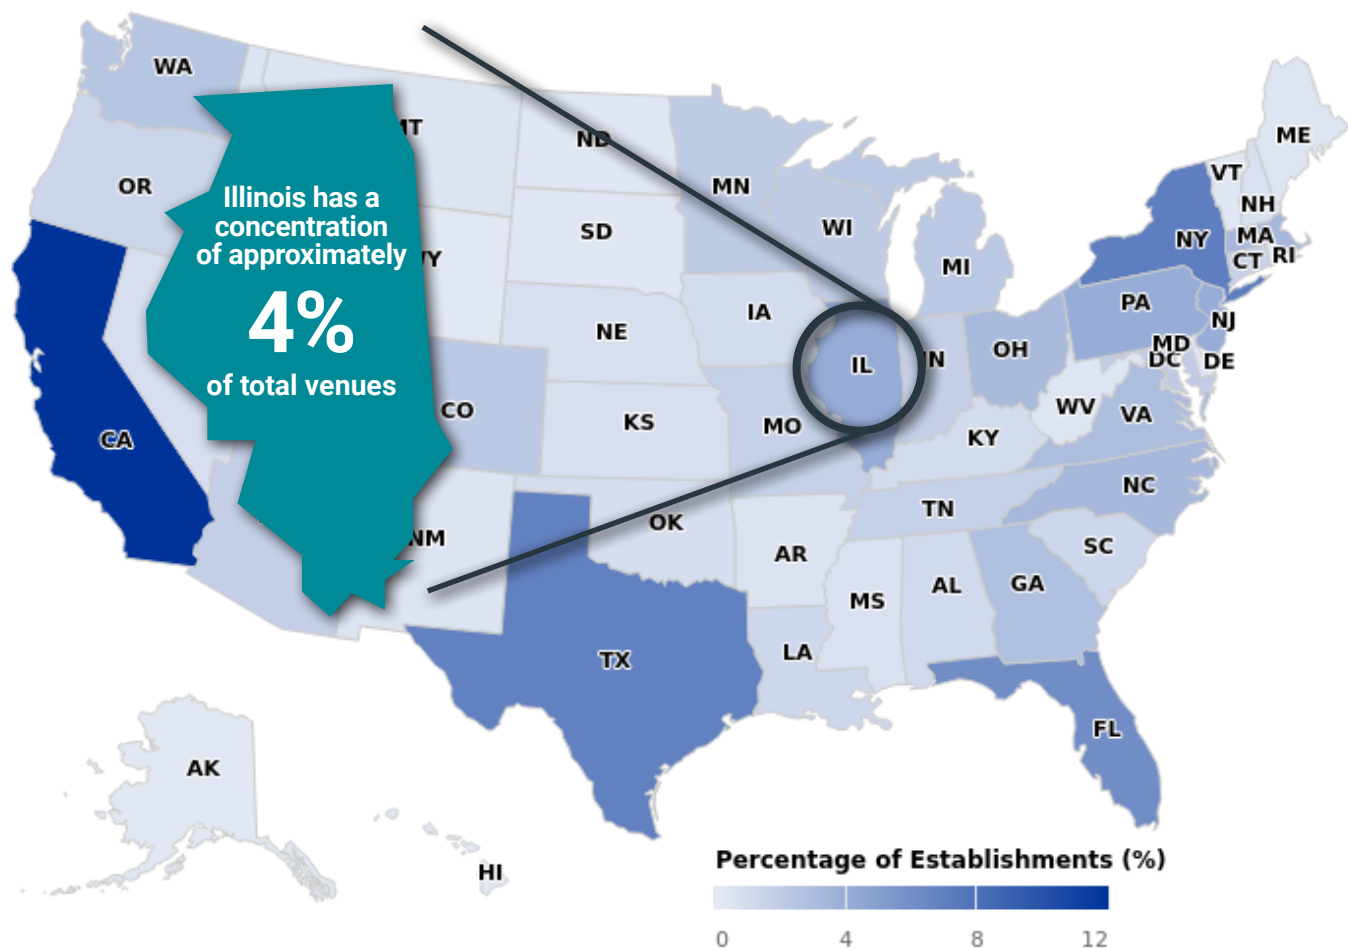 WA
MT
ND
MN
ME
VT
NH
OR
Illinois has a
concentration
of approximately
4%
of total venues
WY
SD
WI
MI
NY
MA
CT
RI
IA
NE
PA
NJ
OH
MD
DC
DE
IL
IN
CO
KS
MO
WV
VA
KY
CA
NC
TN
OK
NM
AR
SC
GA
AL
MS
LA
TX
FL
AK
HI
Percentage of Establishments (%)
0 4 8 12